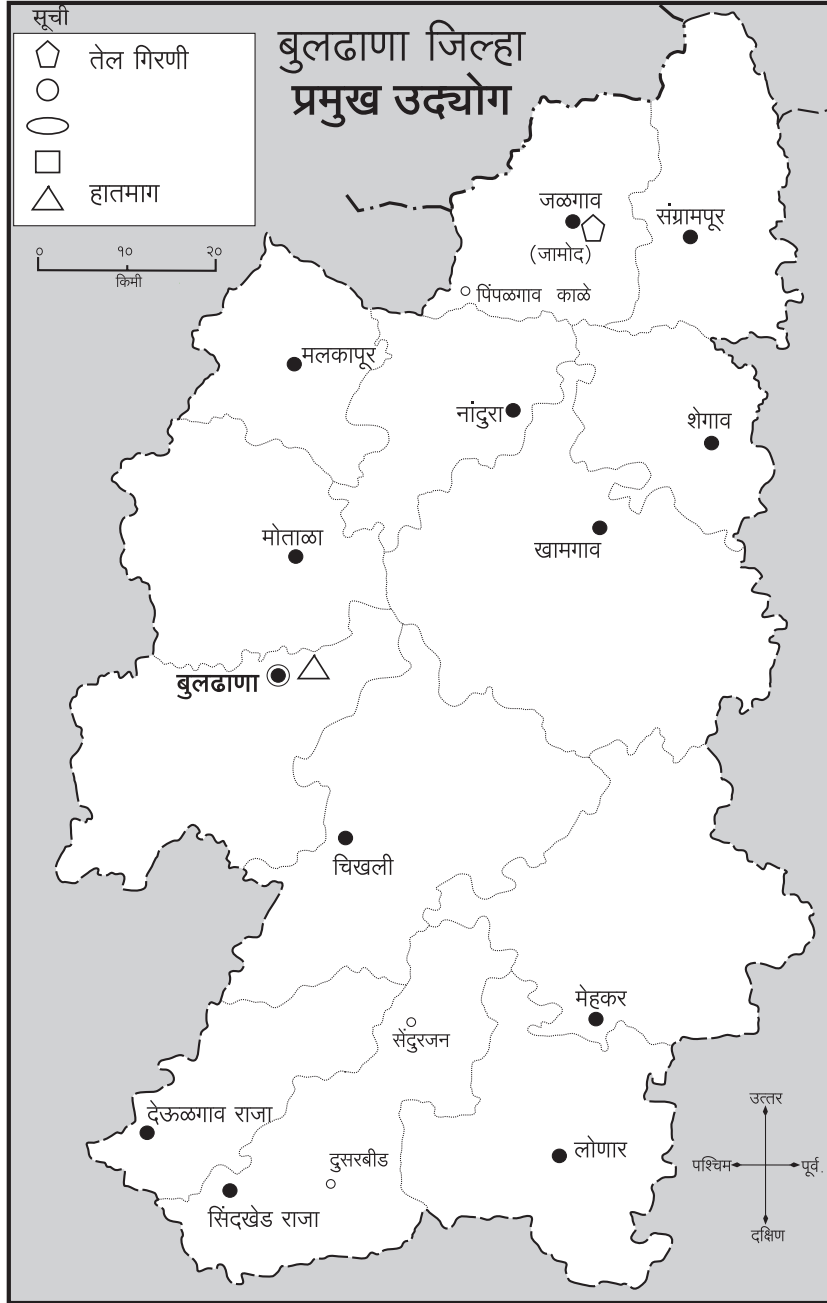 सूची
तेल गिरणी
हातमाग
बुलढाणा जिल्हा
प्रमुख उद्योग
० १० २०
किमी
जळगाव
(जामोद)
संग्रामपूर
पिंपळगाव काळे
मलकापूर
नांदुरा
शेगाव
मोताळा
खामगाव
बुलढाणा
चिखली
मेहकर
सेंदुरजन
देऊळगाव राजा
दुसरबीड
लोणार
सिंदखेड राजा
उत्तर
पश्चिम पूर्व.
दक्षिण